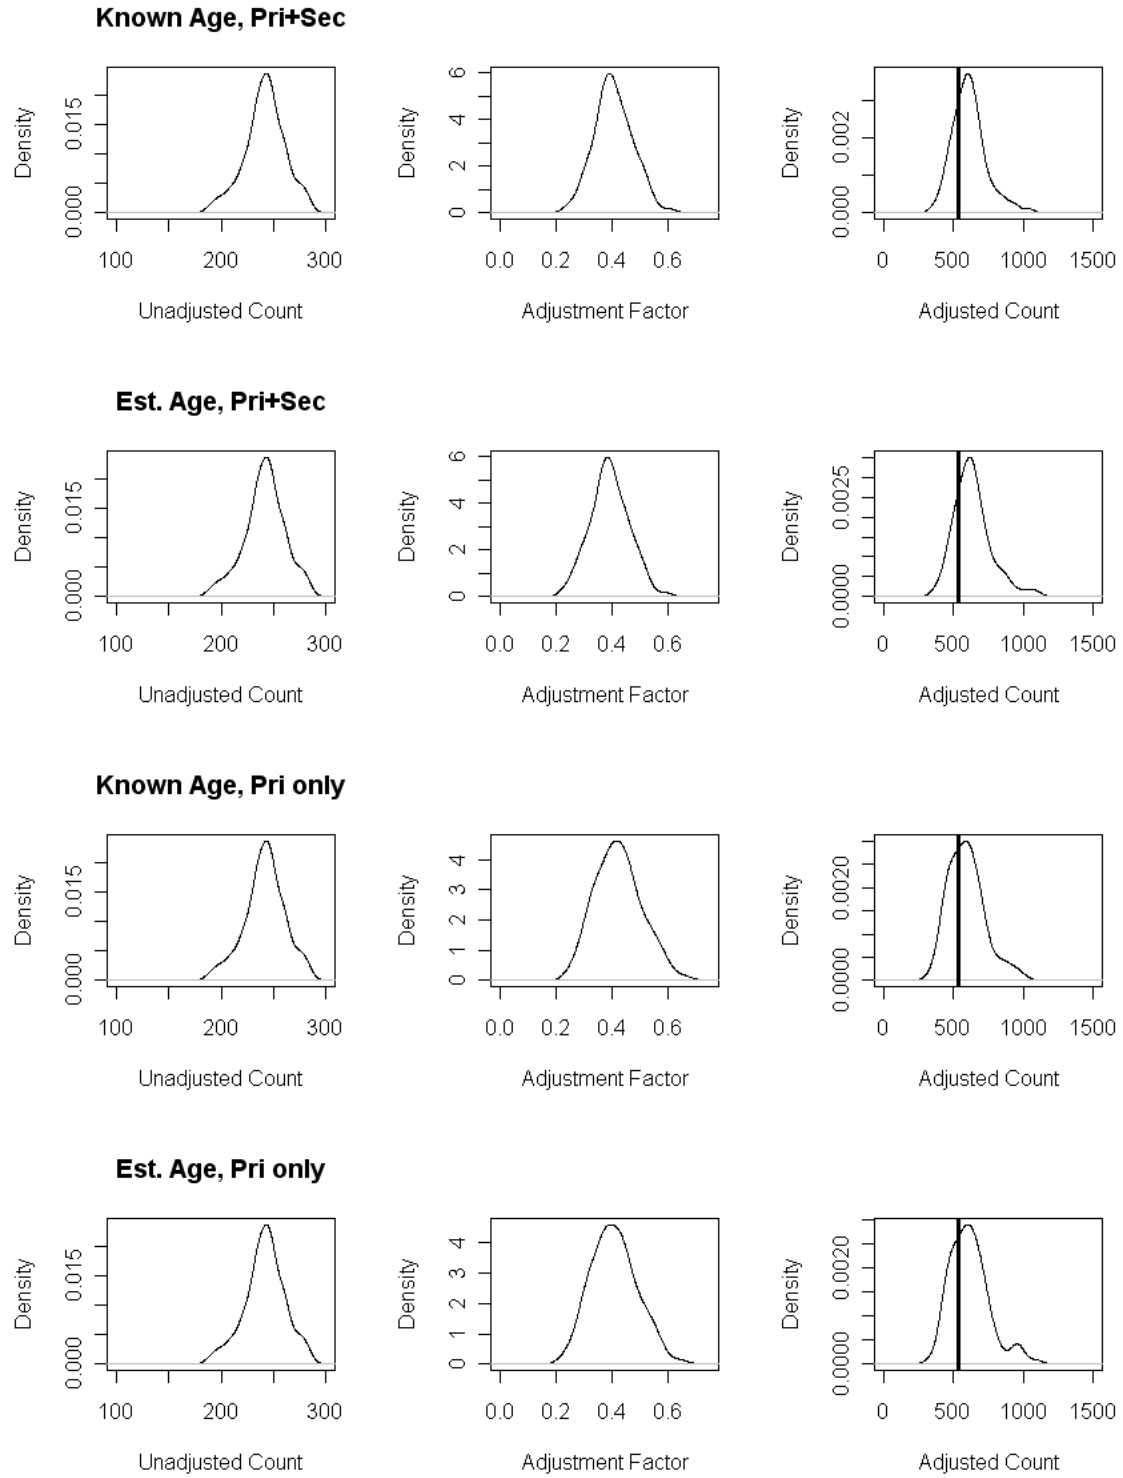 Known Age, Pri+Sec
Density
0.000 0.015
100 200 300
Unadjusted Count
Density
0 2 4 6
0.0 0.2 0.4 0.6
Adjustment Factor
Density
0.000 0.002
0 500 1000 1500
Adjusted Count
Est. Age, Pri+Sec
Density
0.000 0.015
100 200 300
Unadjusted Count
Density
0 2 4 6
0.0 0.2 0.4 0.6
Adjustment Factor
Density
0.0000 0.0025
0 500 1000 1500
Adjusted Count
Known Age, Pri only
Density
0.000 0.015
100 200 300
Unadjusted Count
Density
0 1 2 3 4
0.0 0.2 0.4 0.6
Adjustment Factor
Density
0.0000 0.0020
0 500 1000 1500
Adjusted Count
Est. Age, Pri only
Density
0.000 0.015
100 200 300
Unadjusted Count
Density
0 1 2 3 4
0.0 0.2 0.4 0.6
Adjustment Factor
Density
0.0000 0.0020
0 500 1000 1500
Adjusted Count